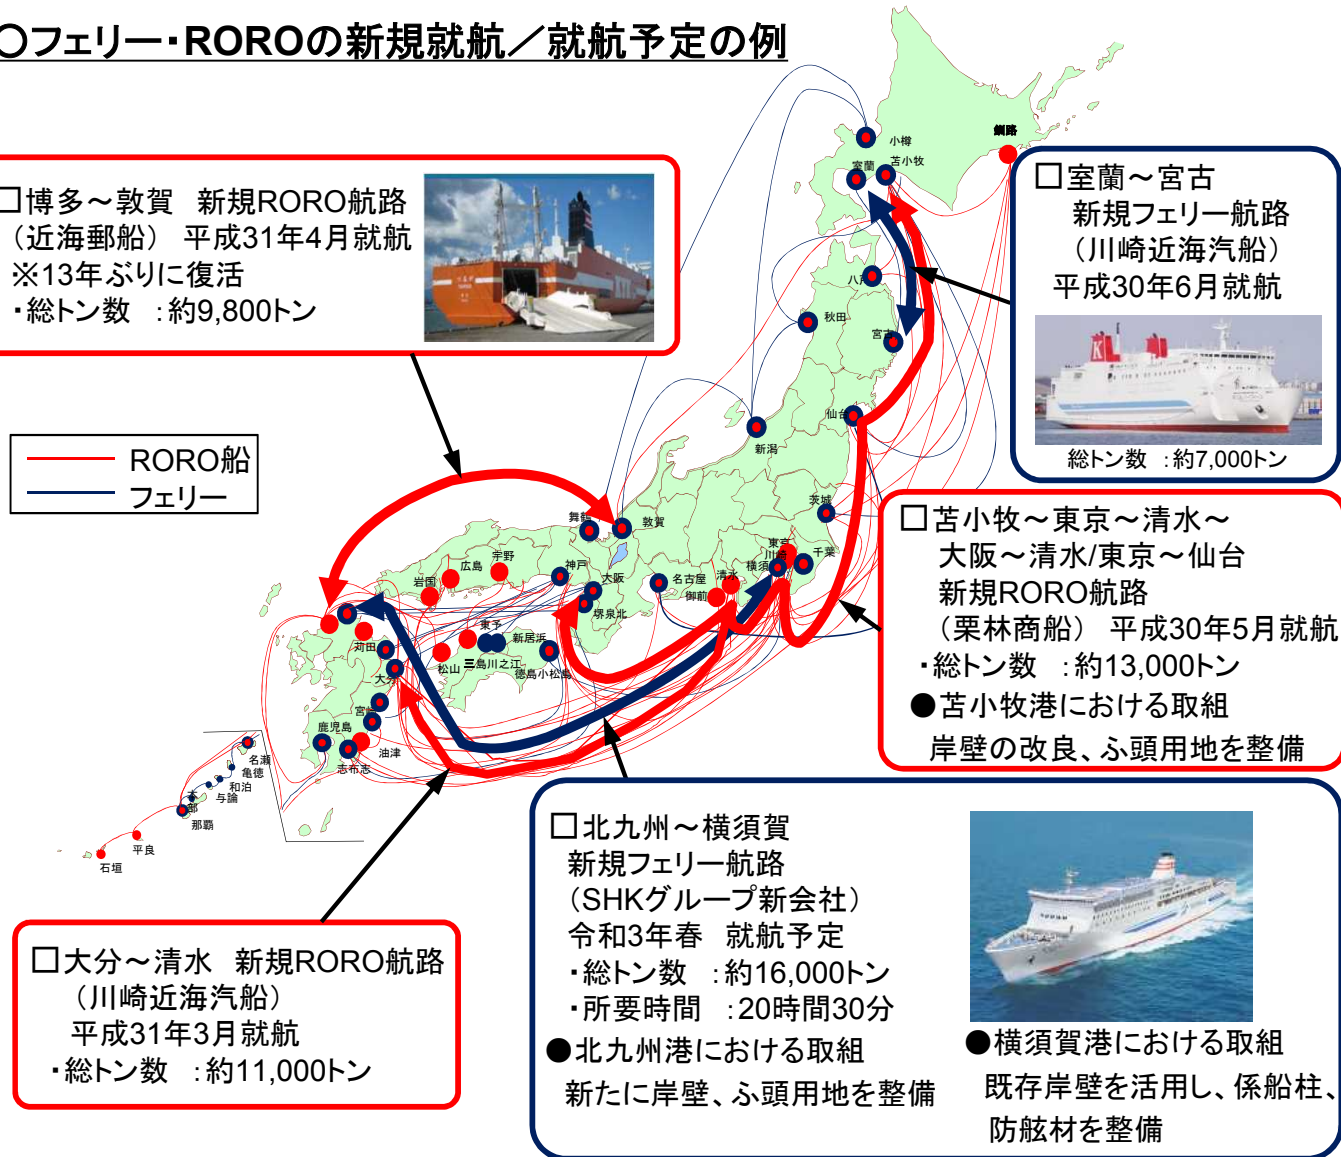 〇フェリー・ROROの新規就航／就航予定の例
□博多～敦賀　新規RORO航路
（近海郵船）　平成31年4月就航
※13年ぶりに復活
・総トン数　：約9,800トン
RORO船
フェリー
□室蘭～宮古
新規フェリー航路
（川崎近海汽船）
平成30年6月就航
総トン数　：約7,000トン
□苫小牧～東京～清水～
大阪～清水/東京～仙台
新規RORO航路
（栗林商船）　平成30年5月就航
・総トン数　：約13,000トン
●苫小牧港における取組
岸壁の改良、ふ頭用地を整備
□北九州～横須賀
新規フェリー航路
（SHKグループ新会社）
令和3年春　就航予定
・総トン数　：約16,000トン
・所要時間　：20時間30分
●北九州港における取組
新たに岸壁、ふ頭用地を整備
●横須賀港における取組
既存岸壁を活用し、係船柱、
防舷材を整備
□大分～清水　新規RORO航路
（川崎近海汽船）
平成31年3月就航
・総トン数　：約11,000トン
小樽
釧路
室蘭
苫小牧
八戸
秋田
宮古
仙台
新潟
茨城
敦賀
舞鶴
東京
川崎
横須
千葉
名古屋
清水
御前
神戸
大阪
堺泉北
宇野
広島
岩国
東予
新居浜
松山
三島川之江
徳島小松島
苅田
大分
宮崎
鹿児島
油津
志布志
名瀬
亀徳
和泊
与論
那覇
平良
石垣
K